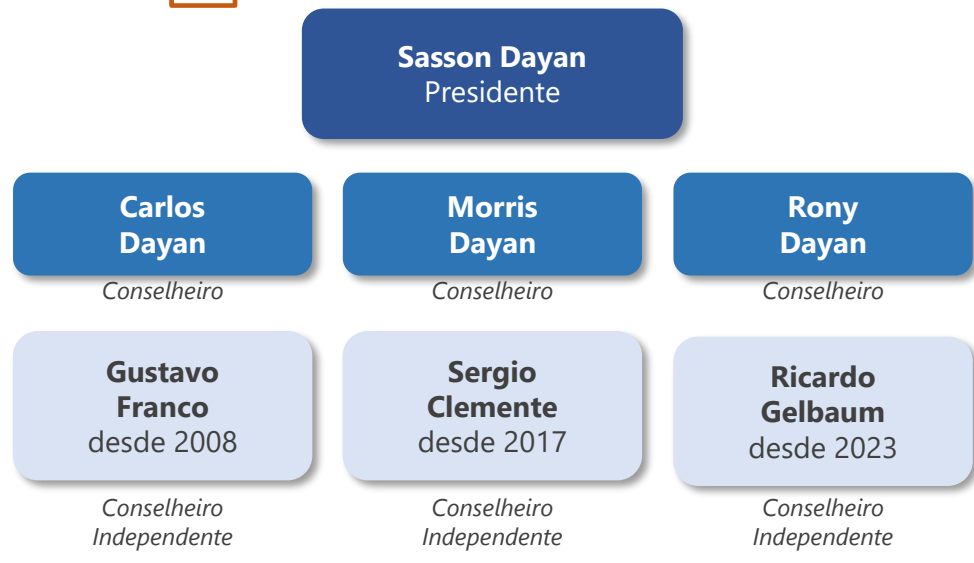 Sasson Dayan
Presidente
Carlos
Dayan
Conselheiro
Morris
Dayan
Conselheiro
Rony
Dayan
Conselheiro
Gustavo
Franco
desde 2008
Conselheiro
Independente
Sergio
Clemente
desde 2017
Conselheiro
Independente
Ricardo
Gelbaum
desde 2023
Conselheiro
Independente